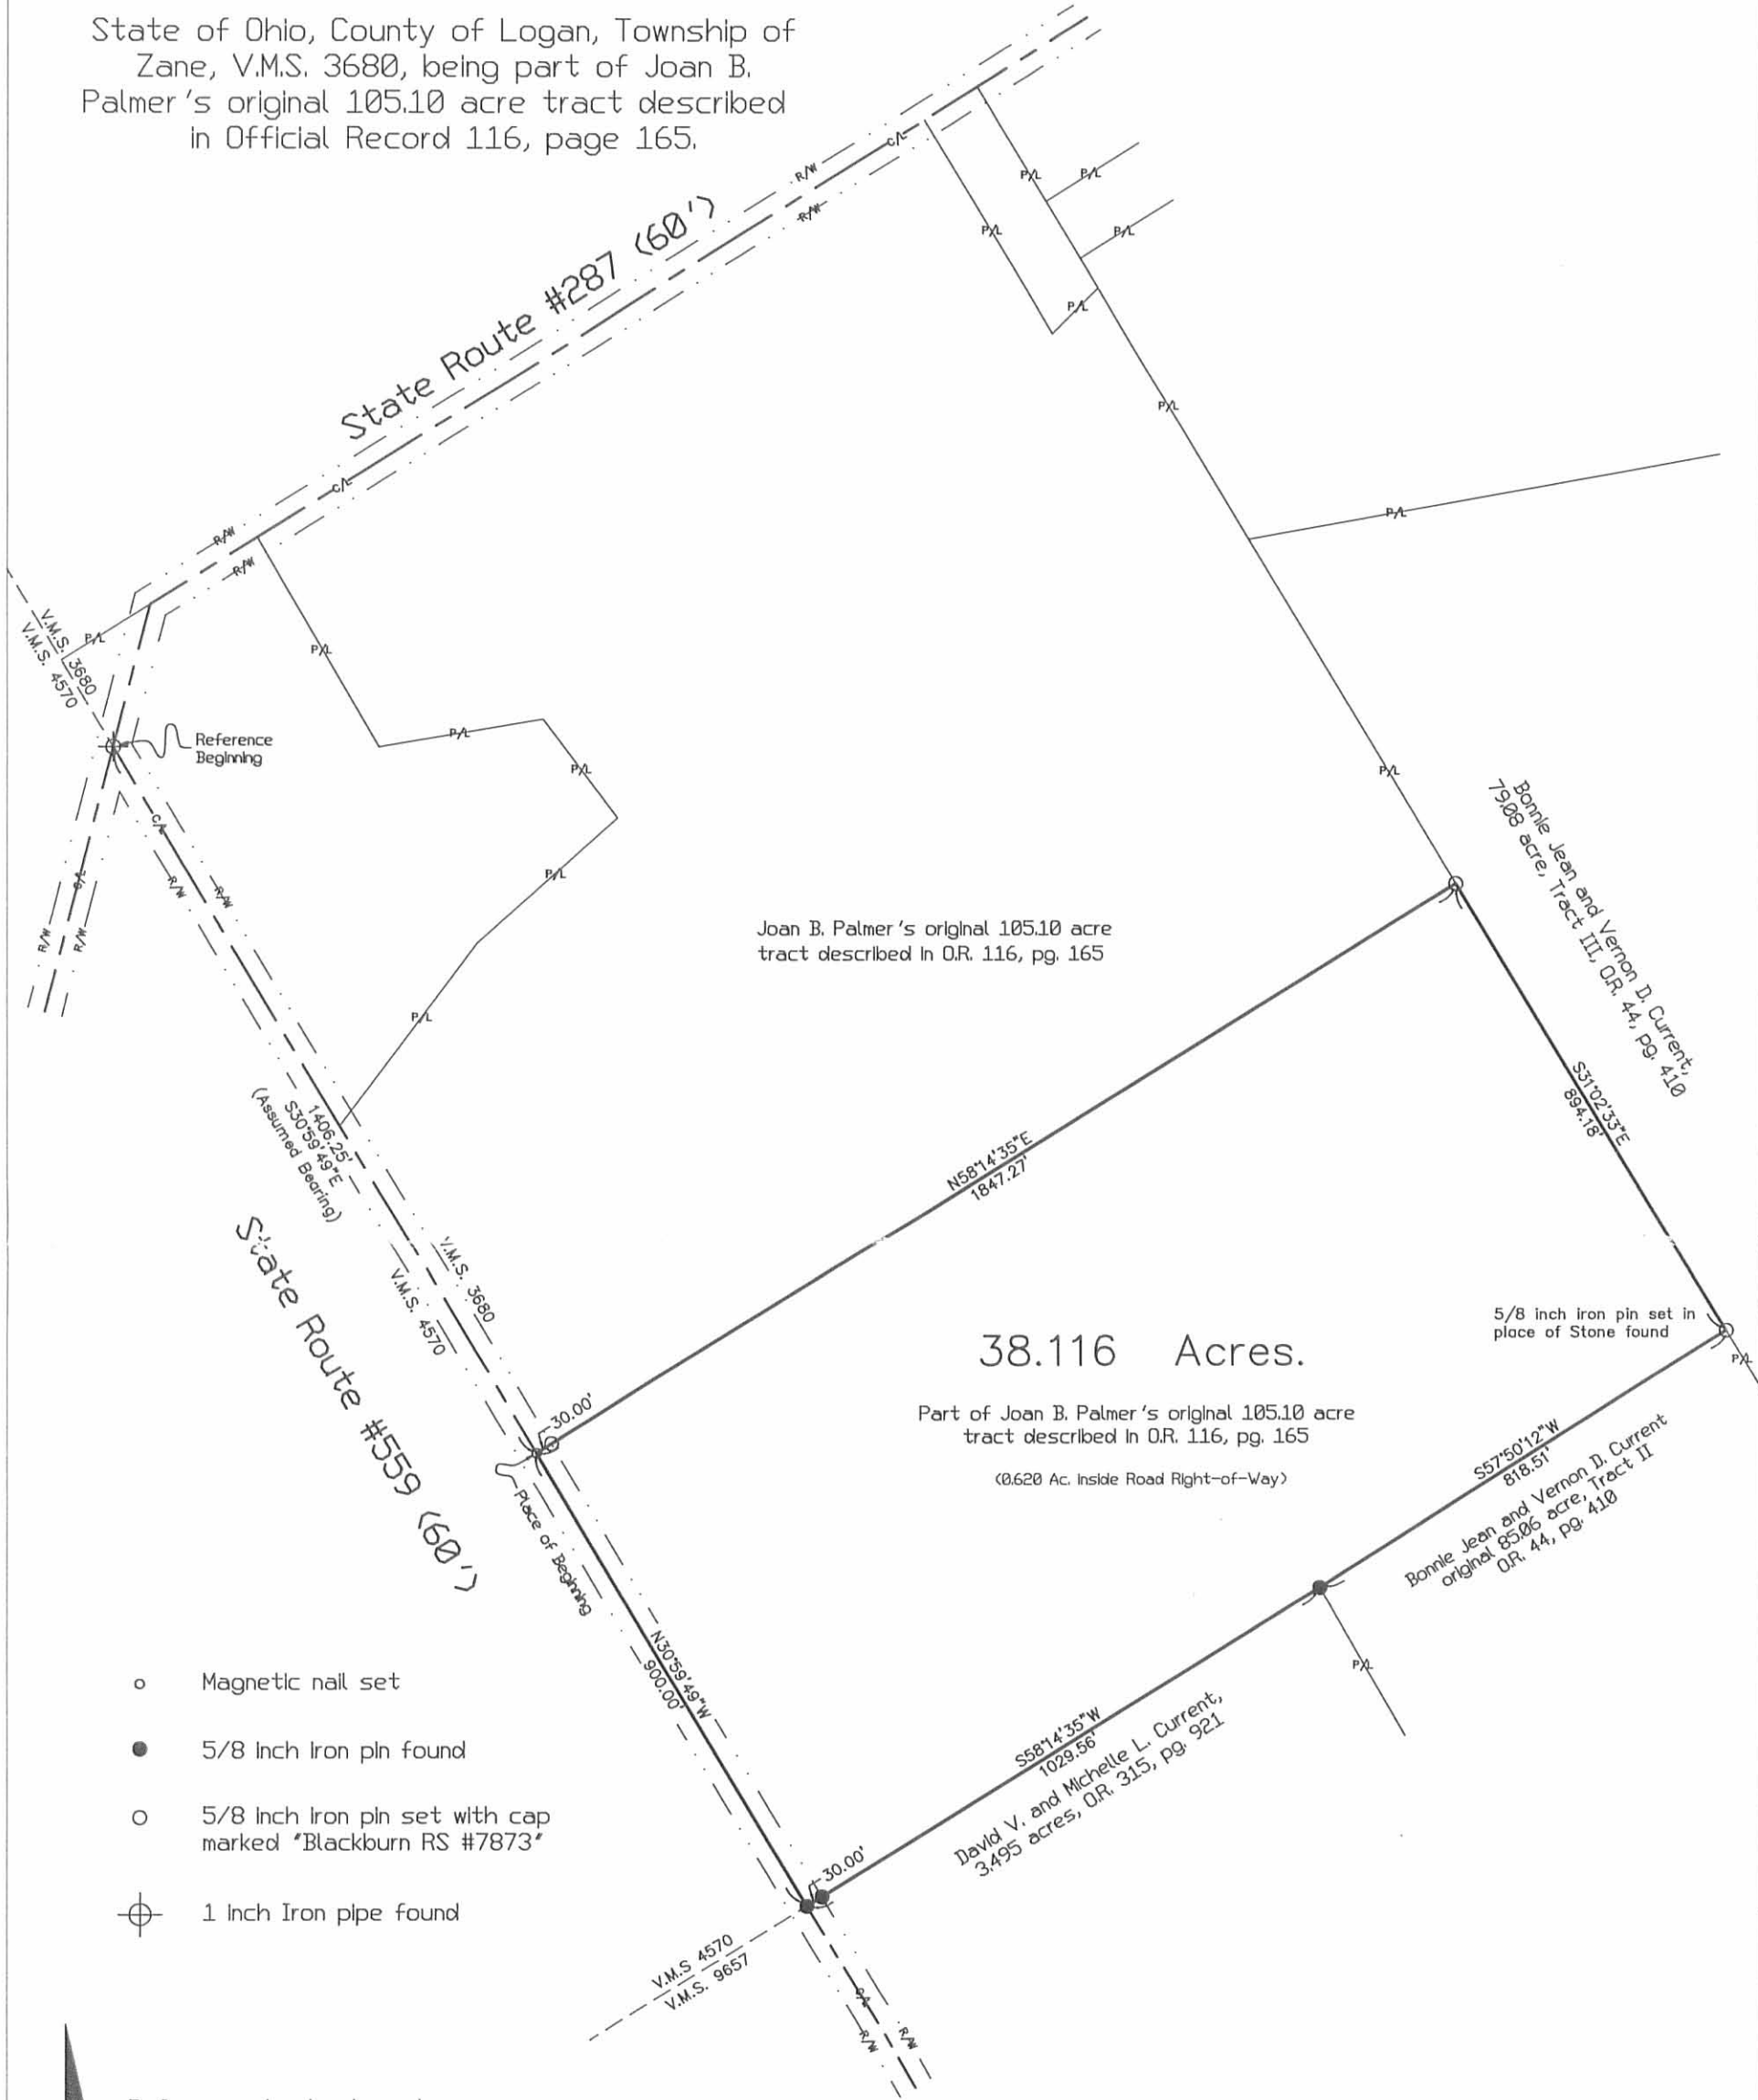 State of Ohio, County of Logan, Township of
Zane, V.M.S. 3680, being part of Joan B.
Palmer's original 105.10 acre tract described
in Official Record 116, page 165.
State Route #287 (60')
R/W
R/W
C/L
P/L
P/L
P/L
P/L
P/L
P/L
C/L
R/W
R/W
P/L
V.M.S. 3680
V.M.S. 4570
P/L
P/L
Reference
Beginning
P/L
P/L
P/L
P/L
P/L
C/L
R/W
R/W
C/L
R/W
R/W
Bonnie Jean and Vernon D. Current,
79.08 acre, Tract III, O.R. 44, pg. 410
Joan B. Palmer's original 105.10 acre
tract described in O.R. 116, pg. 165
S31°02'33"E
894.18'
1406.25'
S30°59'49"E
(Assumed Bearing)
N58°14'35"E
1847.27'
State Route #559 (60')
V.M.S. 3680
V.M.S. 4570
5/8 inch iron pin set in
place of Stone found
P/L
38.116 Acres.
Part of Joan B. Palmer's original 105.10 acre
tract described in O.R. 116, pg. 165
(0.620 Ac. Inside Road Right-of-Way)
30.00'
Place of Beginning
S57°50'12"W
818.51'
Bonnie Jean and Vernon D. Current
original 85.06 acre, Tract II
O.R. 44, pg. 410
P/L
N30°59'49"W
900.00'
S58°14'35"W
1029.56'
David V. and Michelle L. Current,
3.495 acres, O.R. 315, pg. 921
30.00'
Magnetic nail set
5/8 inch iron pin found
5/8 inch iron pin set with cap
marked "Blackburn RS #7873"
1 inch Iron pipe found
V.M.S 4570
V.M.S. 9657
C/L
R/W
R/W